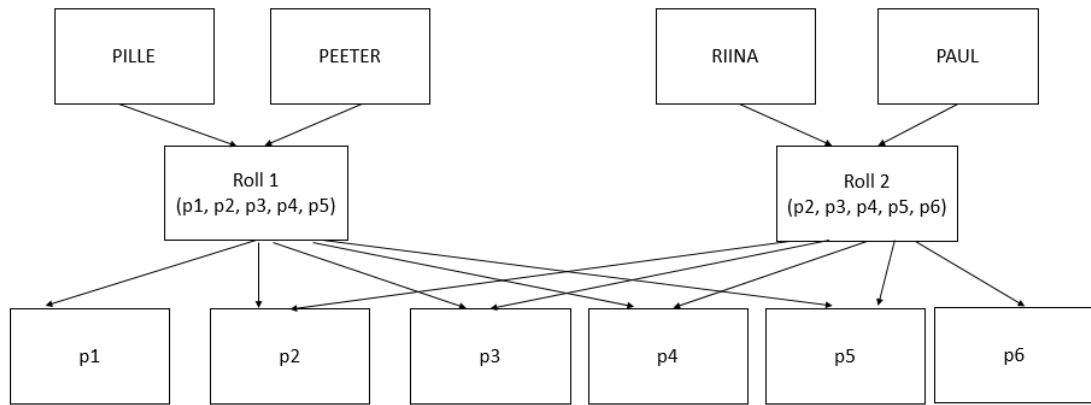 PILLE
PEETER
RIINA
PAUL
Roll 1
(p1, p2, p3, p4, p5)
Roll 2
(p2, p3, p4, p5, p6)
p1
p2
p3
p4
p5
p6